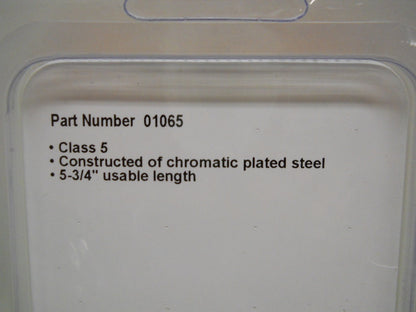 Part Number 01065
• Class 5
• Constructed of chromatic plated steel
• 5-3/4" usable length